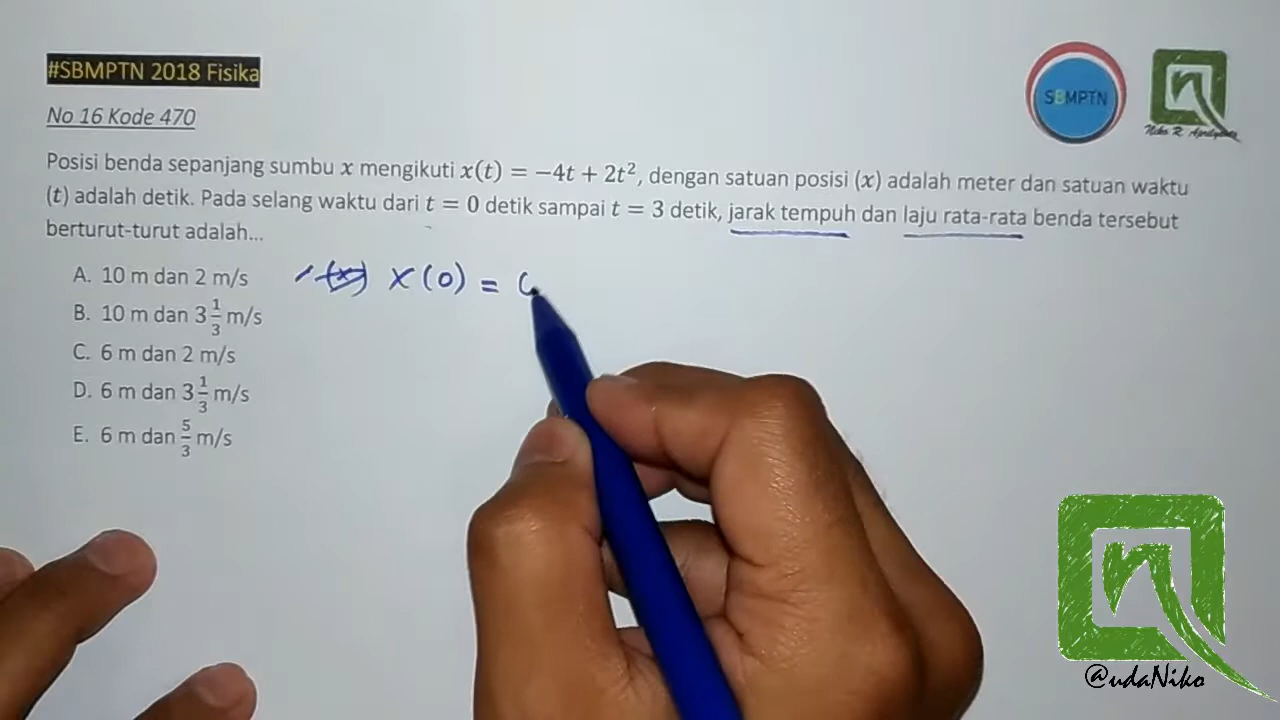 #SBMPTN 2018 Fisika
SBMPTN
No 16 Kode 470
Posisi benda sepanjang sumbu x mengikuti x(t) = −4t + 2t², dengan satuan posisi (x) adalah meter dan satuan waktu
(t) adalah detik. Pada selang waktu dari t = 0 detik sampai t = 3 detik, jarak tempuh dan laju rata-rata benda tersebut
berturut-turut adalah...
A. 10 m dan 2 m/s
B. 10 m dan 3 1/3 m/s
C. 6 m dan 2 m/s
D. 6 m dan 3 1/3 m/s
E. 6 m dan 5/3 m/s
x(0) =
@udaNiko